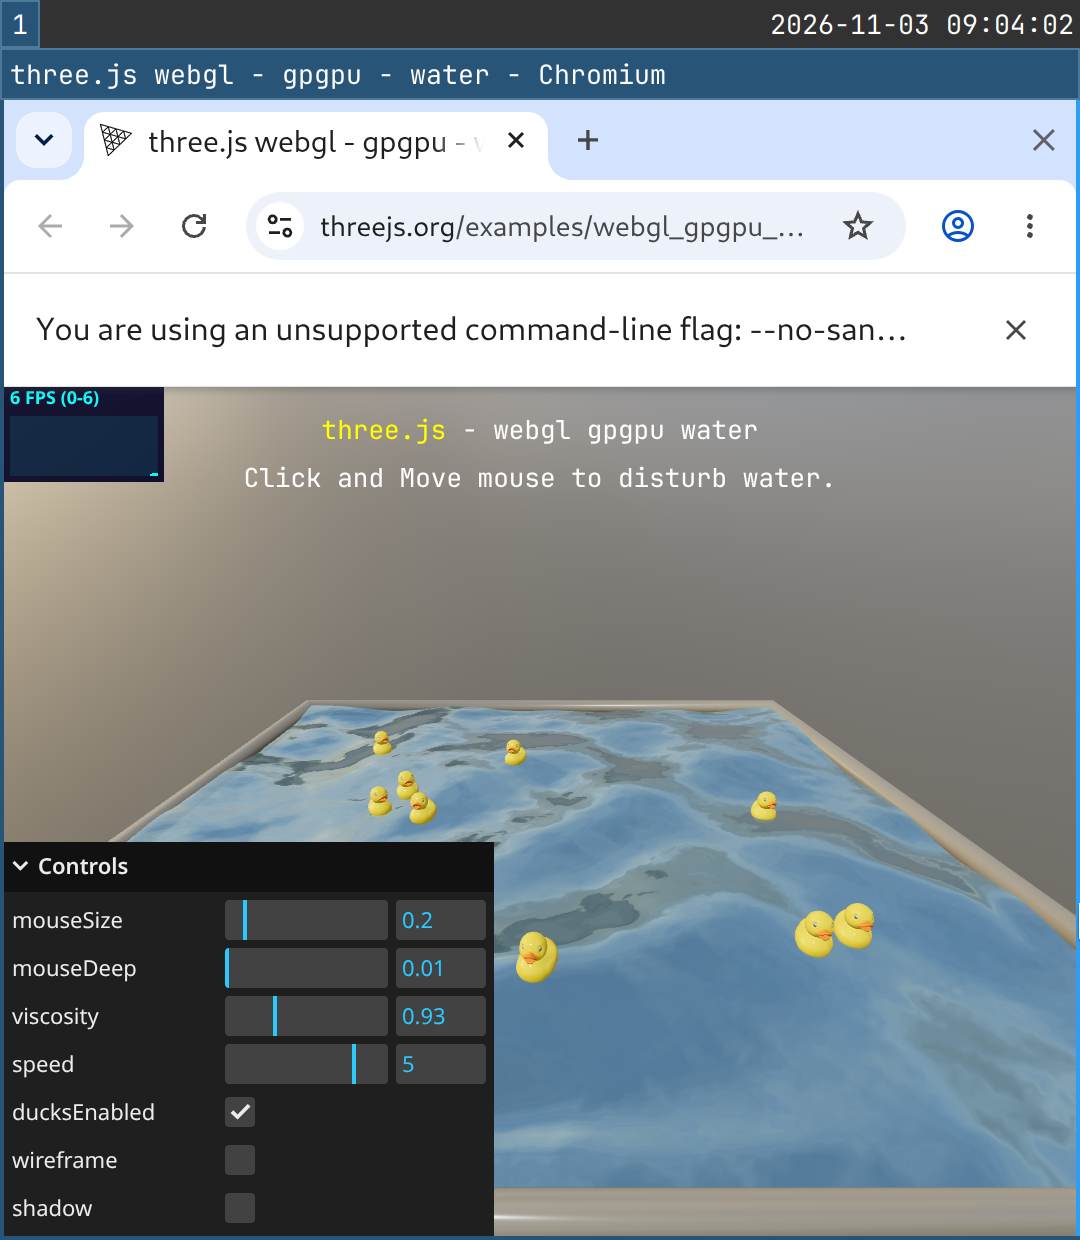 1
2026-11-03 09:04:02
three.js webgl - gpgpu - water - Chromium
three.js webgl - gpgpu -
threejs.org/examples/webgl_gpgpu_...
You are using an unsupported command-line flag: --no-san...
6 FPS (0-6)
three.js - webgl gpgpu water
Click and Move mouse to disturb water.
Controls
mouseSize 0.2
mouseDeep 0.01
viscosity 0.93
speed 5
ducksEnabled
wireframe
shadow